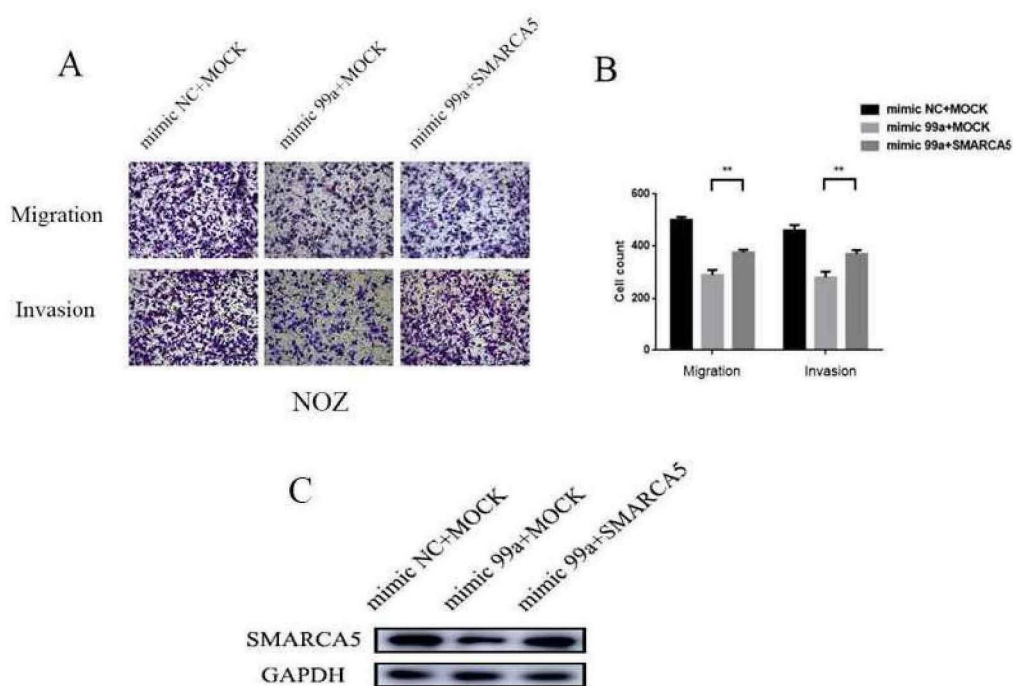 A
mimic NC+MOCK
mimic 99a+MOCK
mimic 99a+SMARCA5
Migration
Invasion
NOZ
B
mimic NC+MOCK
mimic 99a+MOCK
mimic 99a+SMARCA5
**
**
600
400
200
0
Cell count
Migration
Invasion
C
mimic NC+MOCK
mimic 99a+MOCK
mimic 99a+SMARCA5
SMARCA5
GAPDH